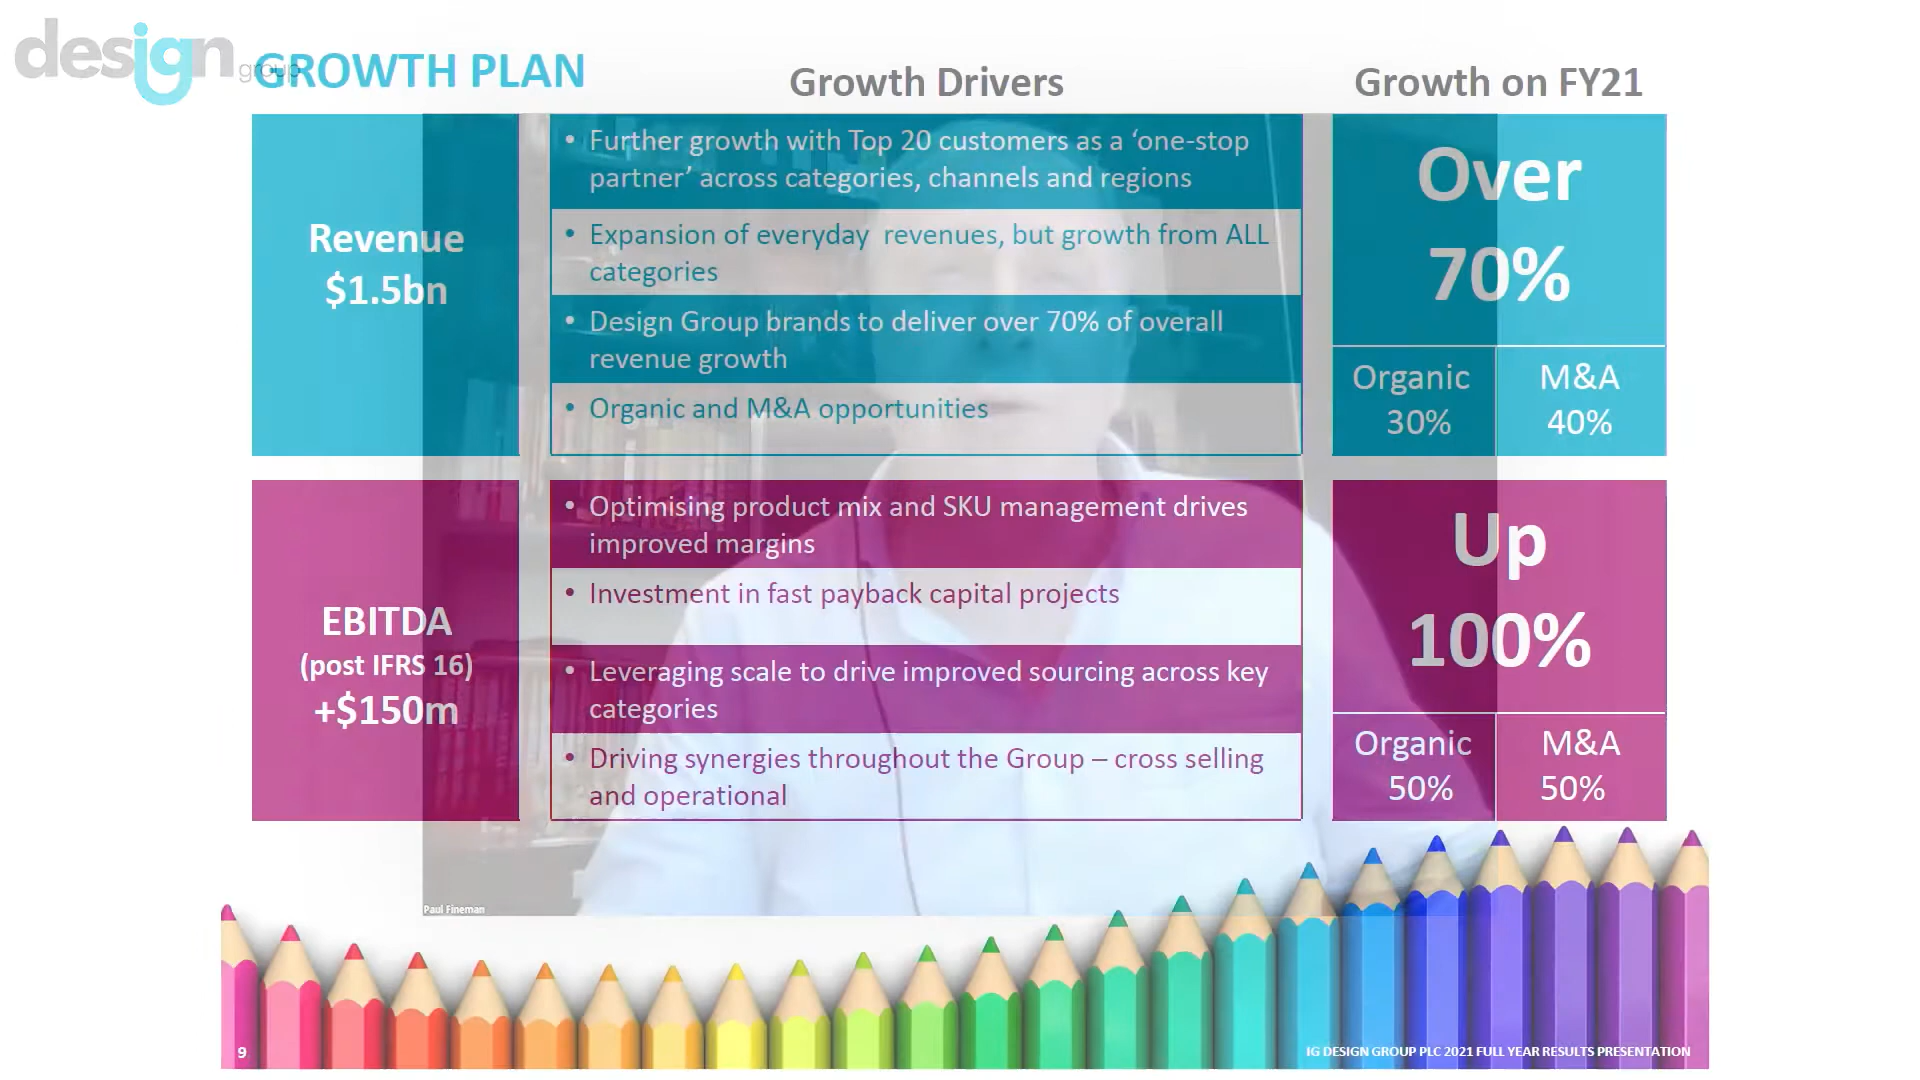 design
group
GROWTH PLAN
Growth Drivers
Growth on FY21
Revenue
$1.5bn
• Further growth with Top 20 customers as a ‘one-stop
partner’ across categories, channels and regions
• Expansion of everyday revenues, but growth from ALL
categories
• Design Group brands to deliver over 70% of overall
revenue growth
• Organic and M&A opportunities
Over
70%
Organic
30%
M&A
40%
EBITDA
(post IFRS 16)
+$150m
• Optimising product mix and SKU management drives
improved margins
• Investment in fast payback capital projects
• Leveraging scale to drive improved sourcing across key
categories
• Driving synergies throughout the Group – cross selling
and operational
Up
100%
Organic
50%
M&A
50%
Paul Fineman
9
IG DESIGN GROUP PLC 2021 FULL YEAR RESULTS PRESENTATION